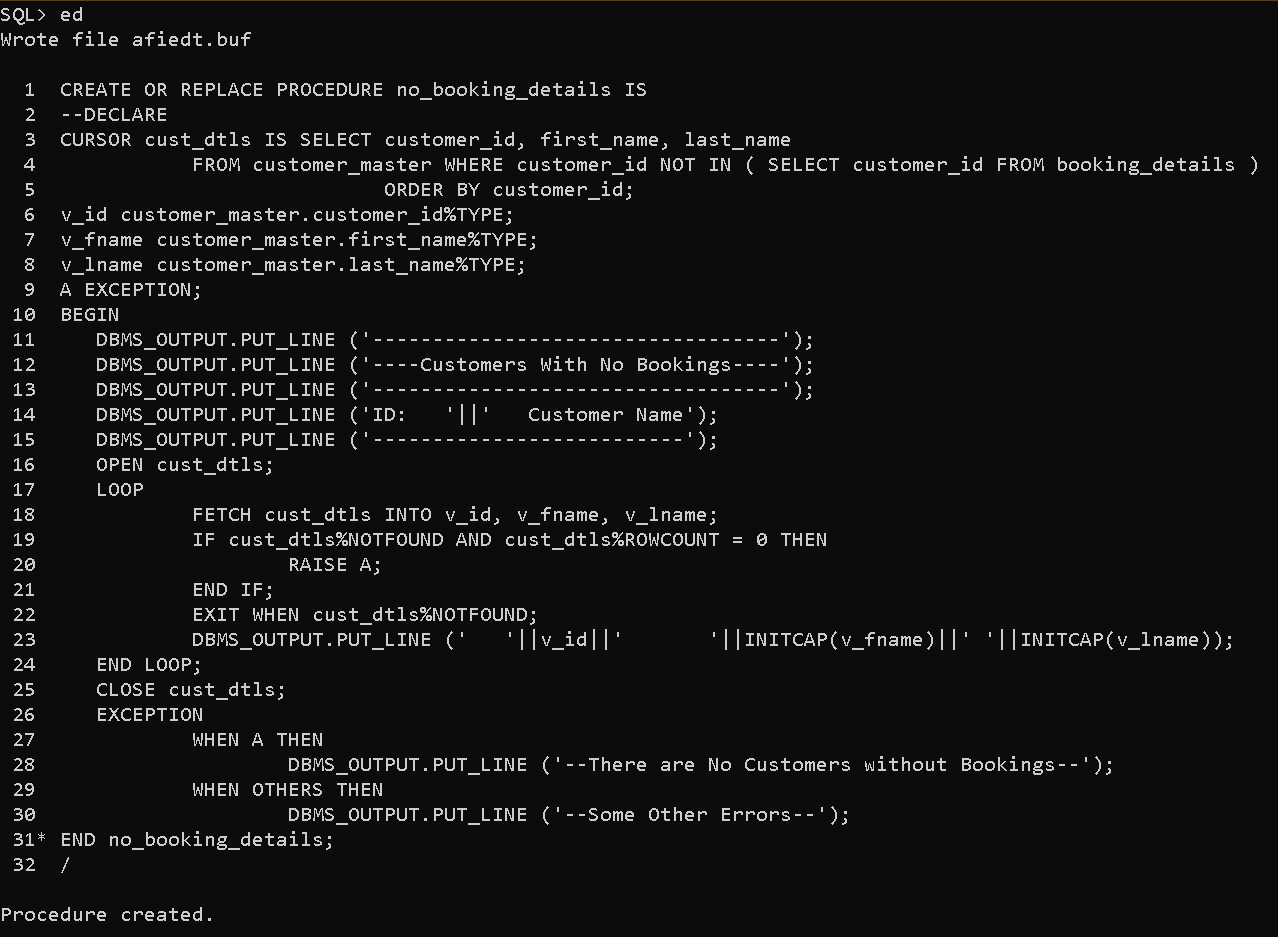 SQL> ed
Wrote file afiedt.buf

  1  CREATE OR REPLACE PROCEDURE no_booking_details IS
  2  --DECLARE
  3  CURSOR cust_dtls IS SELECT customer_id, first_name, last_name
  4             FROM customer_master WHERE customer_id NOT IN ( SELECT customer_id FROM booking_details )
  5                             ORDER BY customer_id;
  6  v_id customer_master.customer_id%TYPE;
  7  v_fname customer_master.first_name%TYPE;
  8  v_lname customer_master.last_name%TYPE;
  9  A EXCEPTION;
 10  BEGIN
 11     DBMS_OUTPUT.PUT_LINE ('----------------------------------');
 12     DBMS_OUTPUT.PUT_LINE ('----Customers With No Bookings----');
 13     DBMS_OUTPUT.PUT_LINE ('----------------------------------');
 14     DBMS_OUTPUT.PUT_LINE ('ID:   '||'   Customer Name');
 15     DBMS_OUTPUT.PUT_LINE ('--------------------------');
 16     OPEN cust_dtls;
 17     LOOP
 18             FETCH cust_dtls INTO v_id, v_fname, v_lname;
 19             IF cust_dtls%NOTFOUND AND cust_dtls%ROWCOUNT = 0 THEN
 20                     RAISE A;
 21             END IF;
 22             EXIT WHEN cust_dtls%NOTFOUND;
 23             DBMS_OUTPUT.PUT_LINE ('   '||v_id||'       '||INITCAP(v_fname)||' '||INITCAP(v_lname));
 24     END LOOP;
 25     CLOSE cust_dtls;
 26     EXCEPTION
 27             WHEN A THEN
 28                     DBMS_OUTPUT.PUT_LINE ('--There are No Customers without Bookings--');
 29             WHEN OTHERS THEN
 30                     DBMS_OUTPUT.PUT_LINE ('--Some Other Errors--');
 31* END no_booking_details;
 32  /

Procedure created.